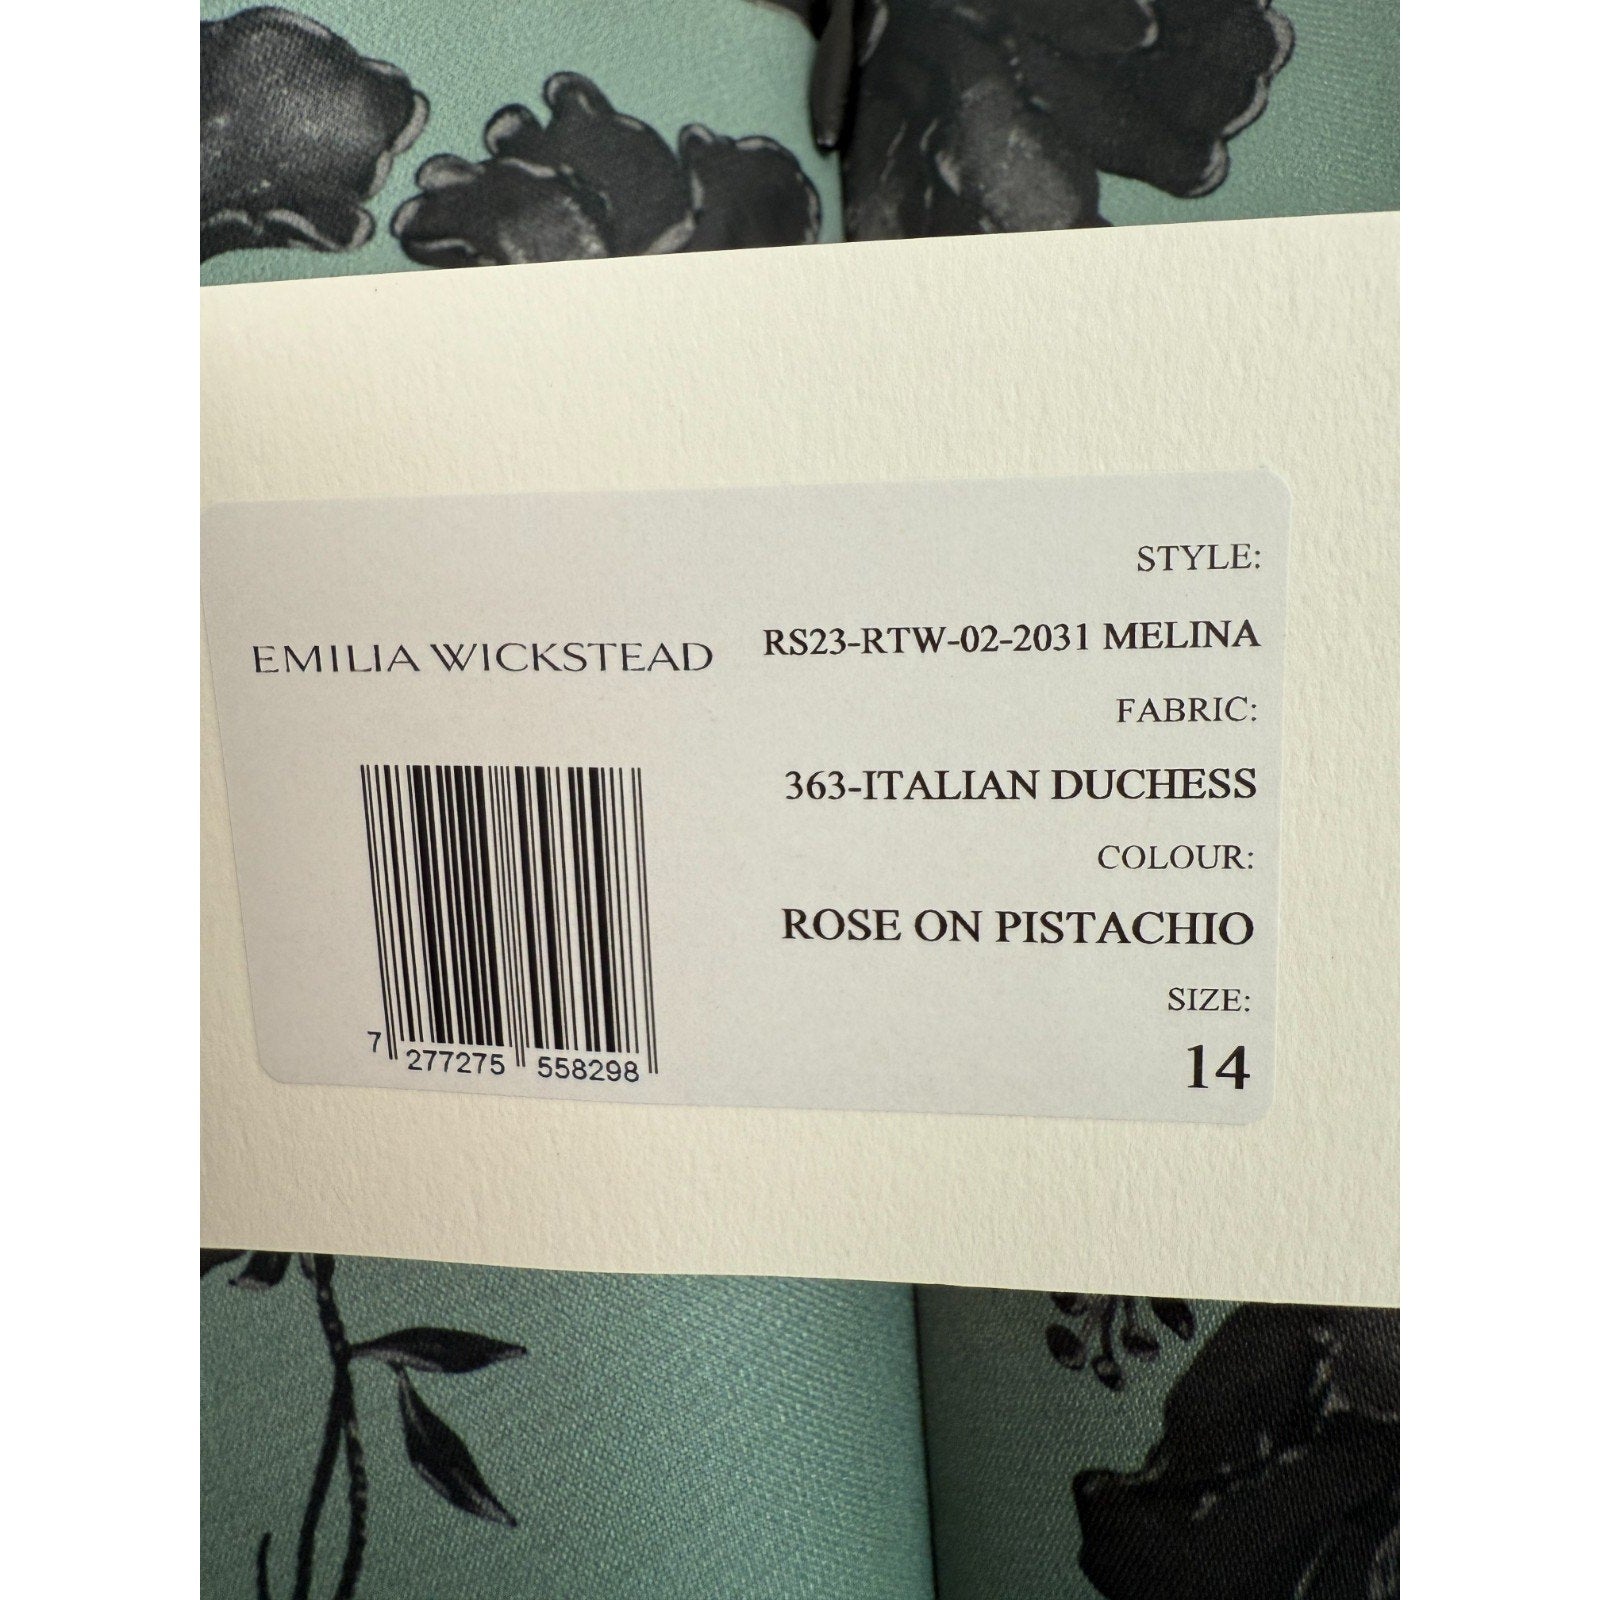 EMILIA WICKSTEAD
7 277275 558298
STYLE:
RS23-RTW-02-2031 MELINA
FABRIC:
363-ITALIAN DUCHESS
COLOUR:
ROSE ON PISTACHIO
SIZE:
14